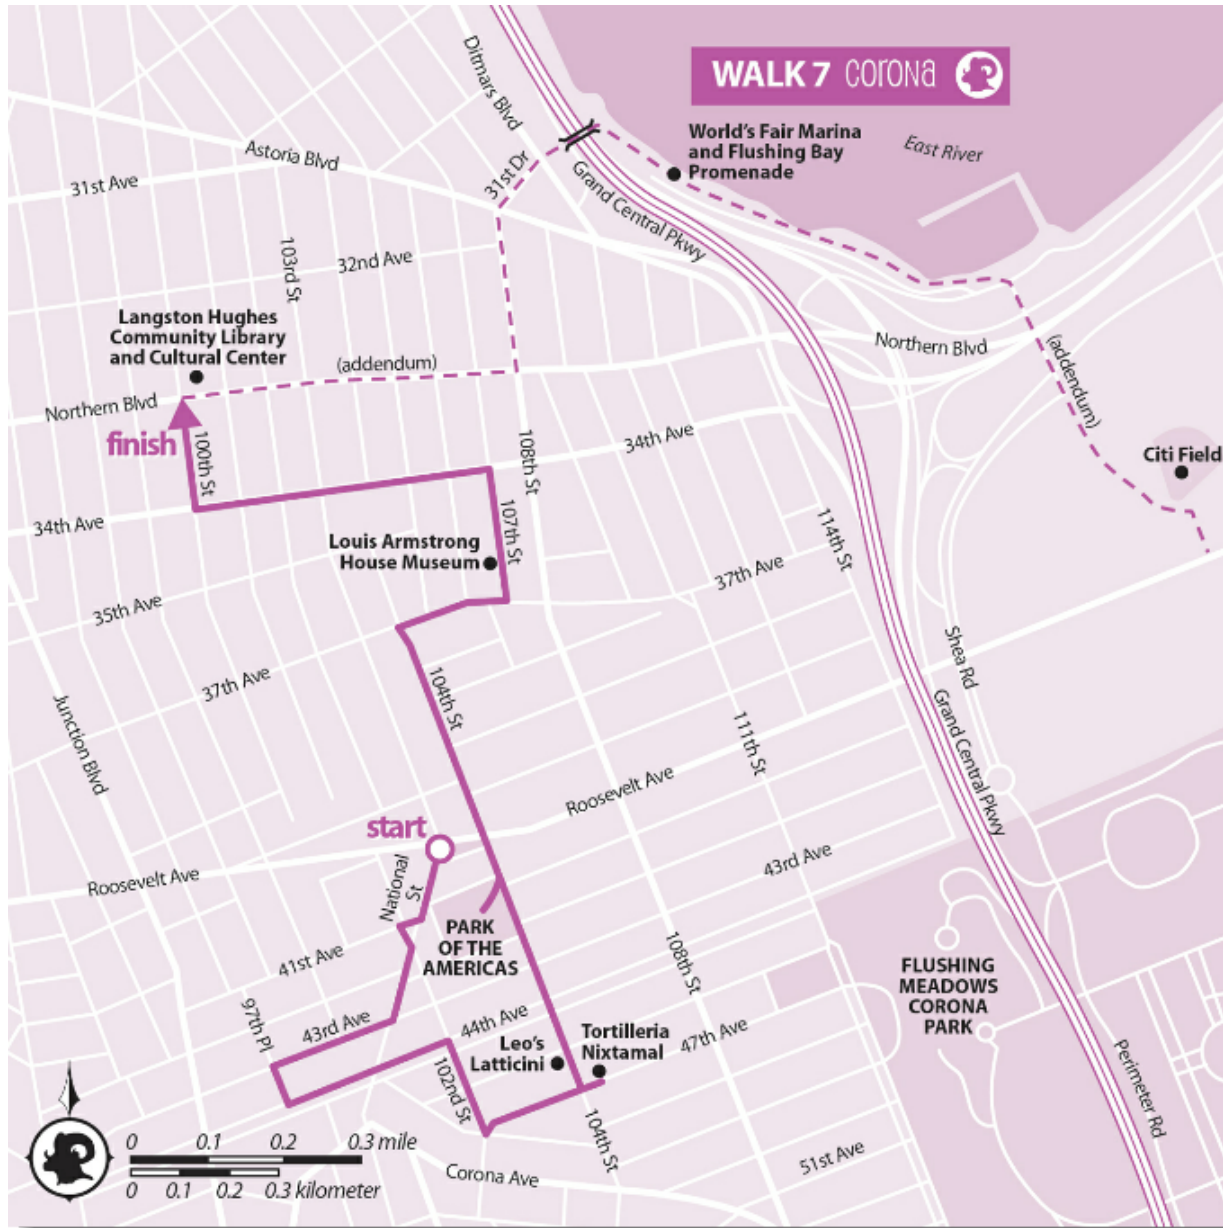 WALK 7 corona
Ditmars Blvd
World's Fair Marina
and Flushing Bay
Promenade
East River
Astoria Blvd
31st Dr
31st Ave
Grand Central Pkwy
103rd St
32nd Ave
Langston Hughes
Community Library
and Cultural Center
Northern Blvd
(addendum)
(addendum)
Northern Blvd
finish
100th St
108th St
34th Ave
Citi Field
34th Ave
107th St
114th St
Louis Armstrong
House Museum
37th Ave
35th Ave
Shea Rd
37th Ave
104th St
Junction Blvd
111th St
Grand Central Pkwy
Roosevelt Ave
start
43rd Ave
Roosevelt Ave
National
St
PARK
OF THE
AMERICAS
41st Ave
108th St
FLUSHING
MEADOWS
CORONA
PARK
97th Pl
43rd Ave
44th Ave
Leo's
Latticini
Tortilleria
Nixtamal
47th Ave
102nd St
Perimeter Rd
104th St
51st Ave
Corona Ave
0 0.1 0.2 0.3 mile
0 0.1 0.2 0.3 kilometer